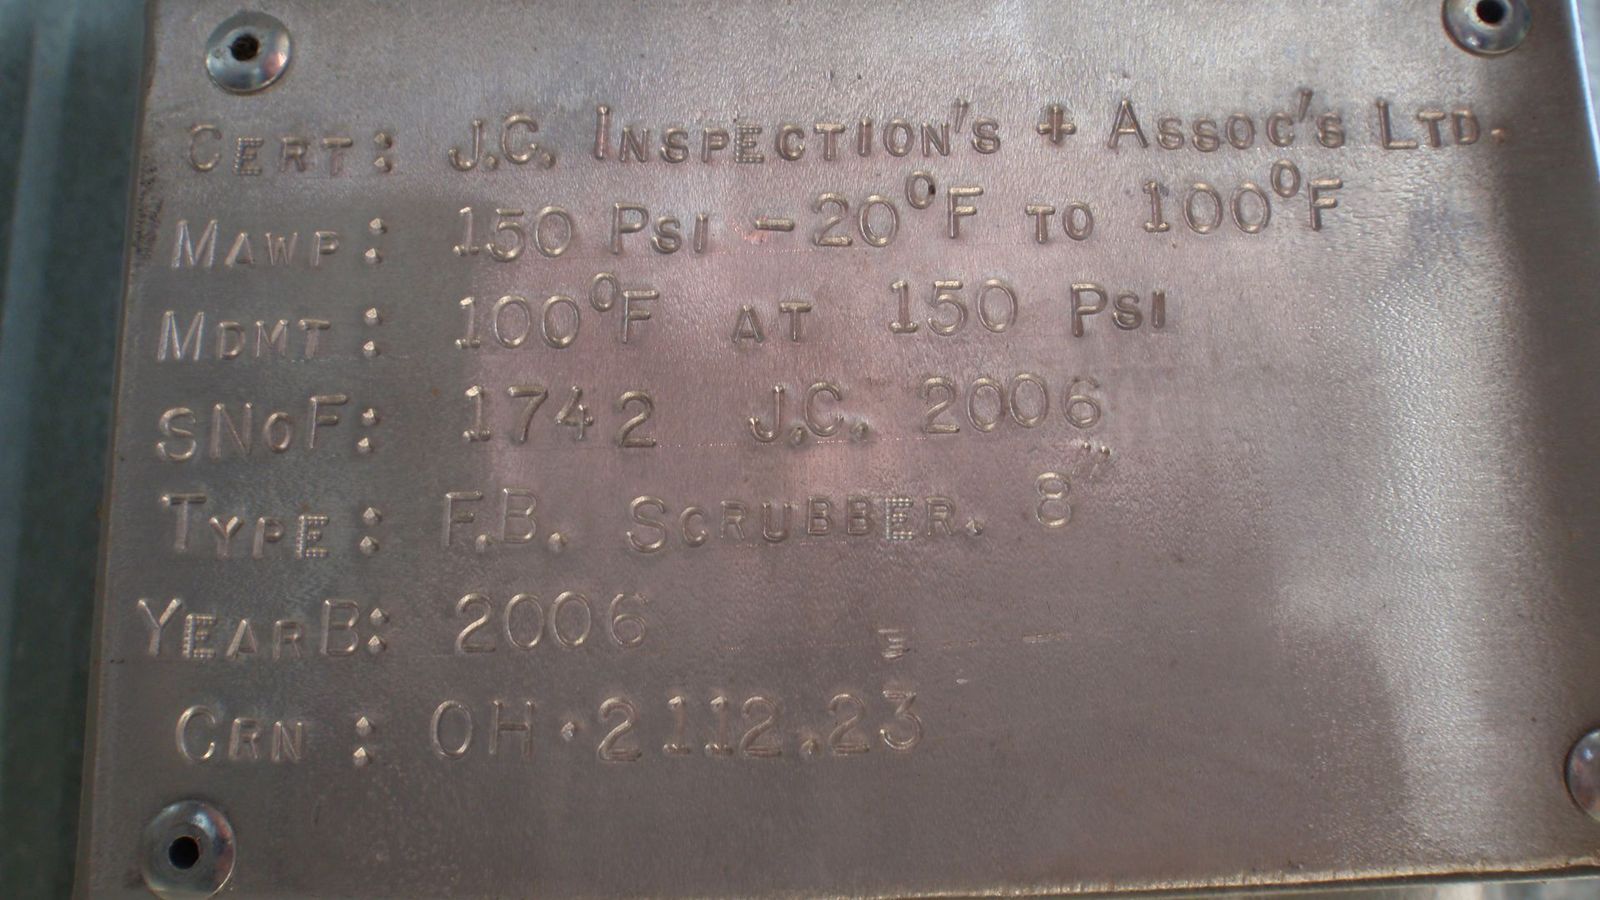 CERT: J.C. INSPECTION'S + ASSOC'S LTD.
MAWP: 150 PSI -20°F TO 100°F
MDMT: 100°F AT 150 PSI
SNoF: 1742 J.C. 2006
TYPE: F.B. SCRUBBER. 8"
YEARB: 2006
CRN: OH·2112.23